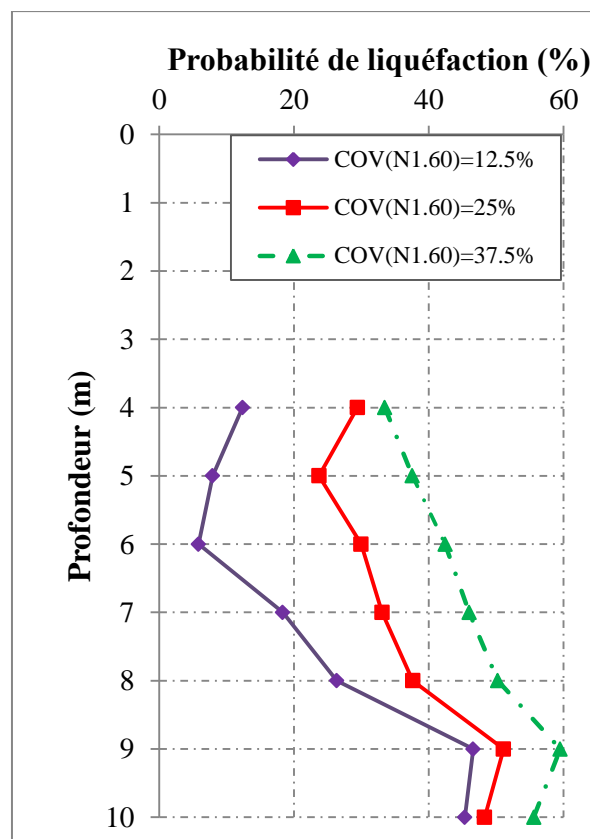 Probabilité de liquéfaction (%)
0 20 40 60
0
COV(N1.60)=12.5%
1
COV(N1.60)=25%
COV(N1.60)=37.5%
2
3
4
5
6
7
8
9
10
Profondeur (m)